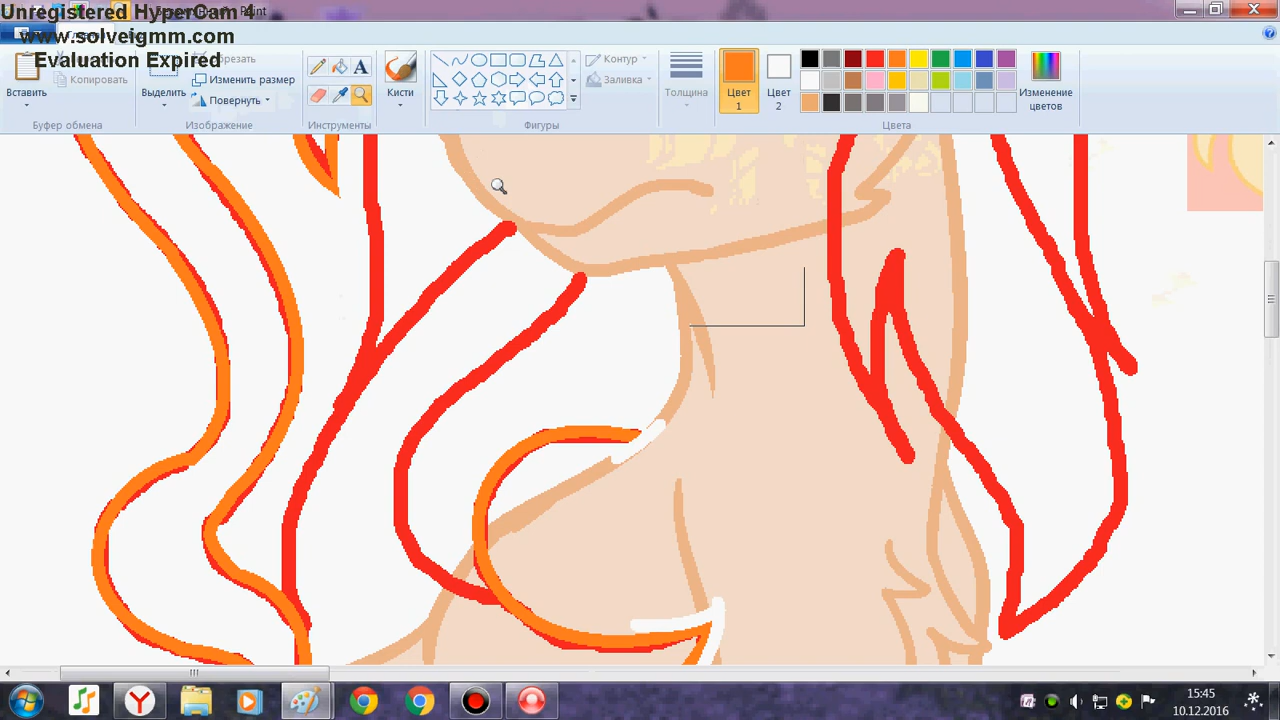 Unregistered HyperCam 4
www.solveigmm.com
Evaluation Expired
Paint
Вставить
Копировать
Выделить
Изменить размер
Повернуть
Кисти
Контур
Заливка
Толщина
Цвет 1
Цвет 2
Изменение цветов
Буфер обмена
Изображение
Инструменты
Фигуры
Цвета
15:45
10.12.2016